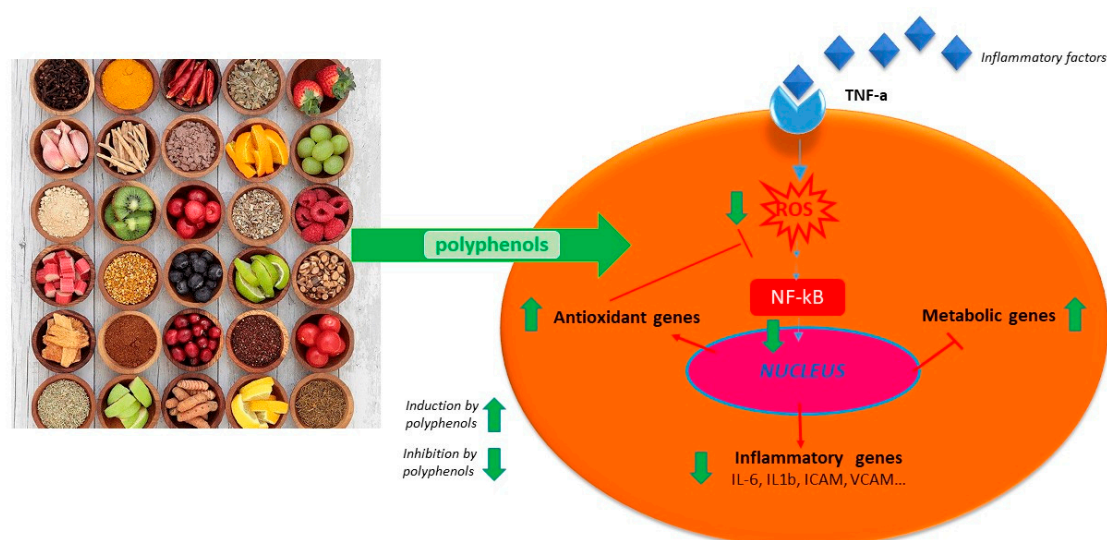 Inflammatory factors
TNF-a
ROS
polyphenols
NF-kB
Antioxidant genes
Metabolic genes
NUCLEUS
Induction by
polyphenols
Inhibition by
polyphenols
Inflammatory genes
IL-6, IL1b, ICAM, VCAM...